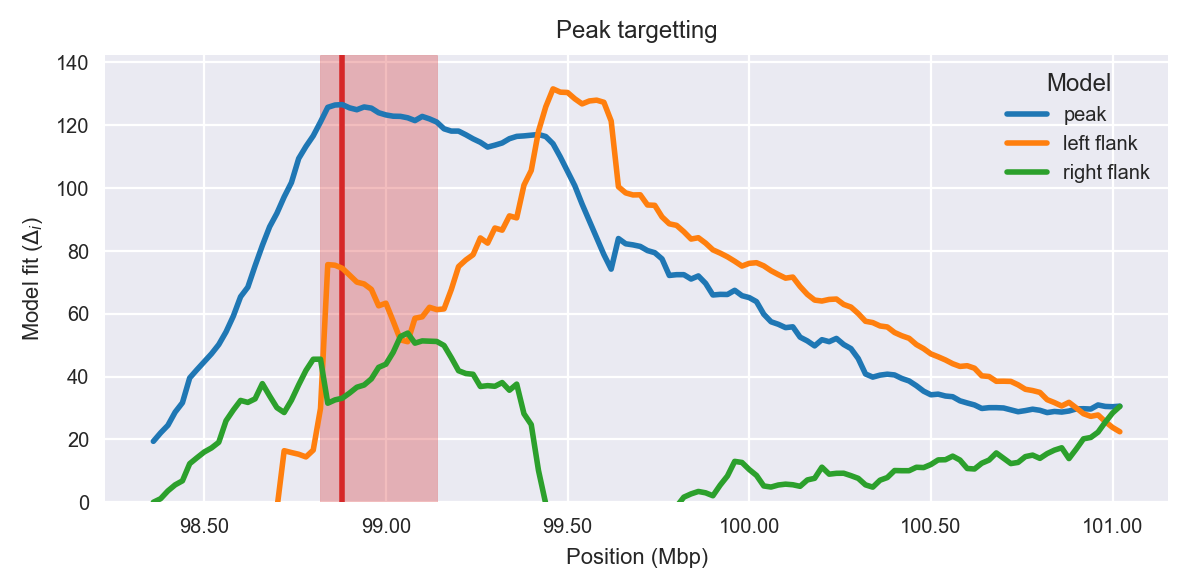 Peak targetting
Model fit (Δi)
140
120
100
80
60
40
20
0
Model
peak
left flank
right flank
98.50 99.00 99.50 100.00 100.50 101.00
Position (Mbp)